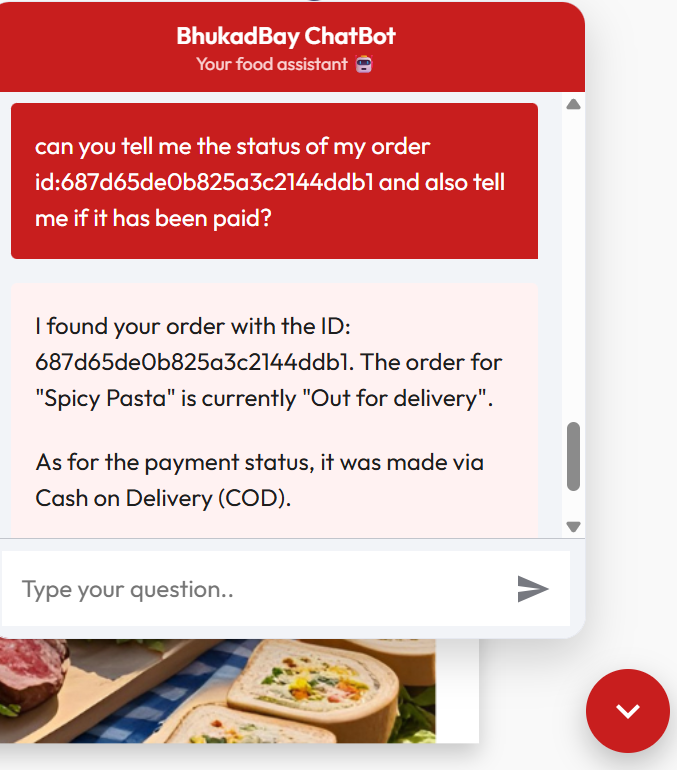 BhukadBay ChatBot
Your food assistant 🤖
can you tell me the status of my order
id:687d65de0b825a3c2144ddb1 and also tell
me if it has been paid?
I found your order with the ID:
687d65de0b825a3c2144ddb1. The order for
"Spicy Pasta" is currently "Out for delivery".
As for the payment status, it was made via
Cash on Delivery (COD).
Type your question..